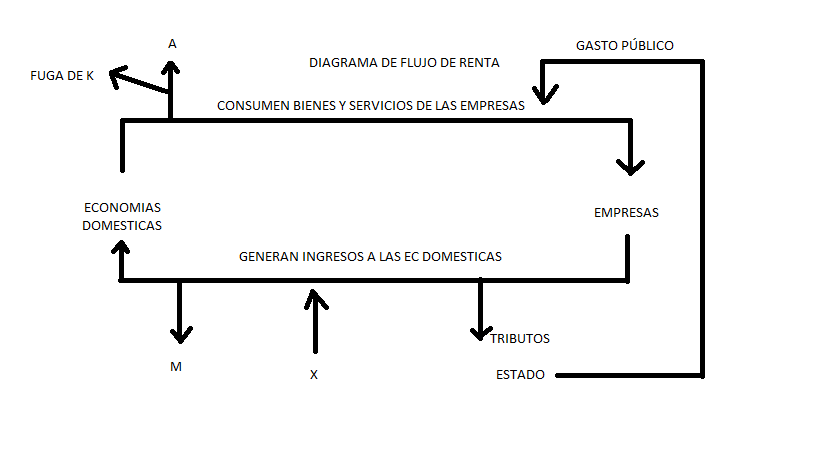 A
GASTO PÚBLICO
DIAGRAMA DE FLUJO DE RENTA
FUGA DE K
CONSUMEN BIENES Y SERVICIOS DE LAS EMPRESAS
ECONOMIAS
DOMESTICAS
EMPRESAS
GENERAN INGRESOS A LAS EC DOMESTICAS
TRIBUTOS
M
X
ESTADO